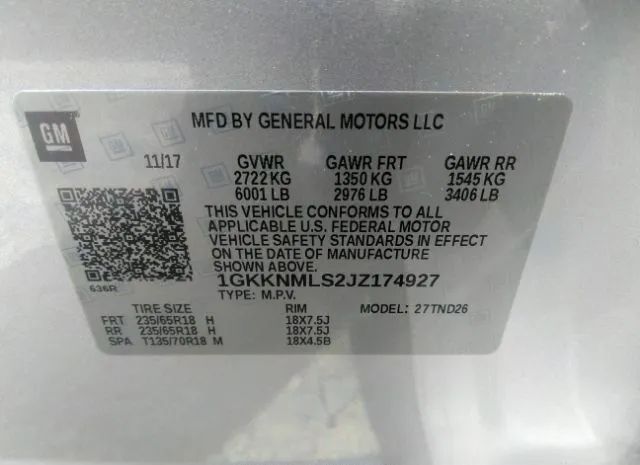 GM
MFD BY GENERAL MOTORS LLC
11/17 GVWR GAWR FRT GAWR RR
2722 KG 1350 KG 1545 KG
6001 LB 2976 LB 3406 LB
THIS VEHICLE CONFORMS TO ALL
APPLICABLE U.S. FEDERAL MOTOR
VEHICLE SAFETY STANDARDS IN EFFECT
ON THE DATE OF MANUFACTURE
SHOWN ABOVE.
636R
1GKKNMLS2JZ174927
TYPE: M.P.V.
TIRE SIZE RIM MODEL: 27TND26
FRT 235/65R18 H 18X7.5J
RR 235/65R18 H 18X7.5J
SPA T135/70R18 M 18X4.5B